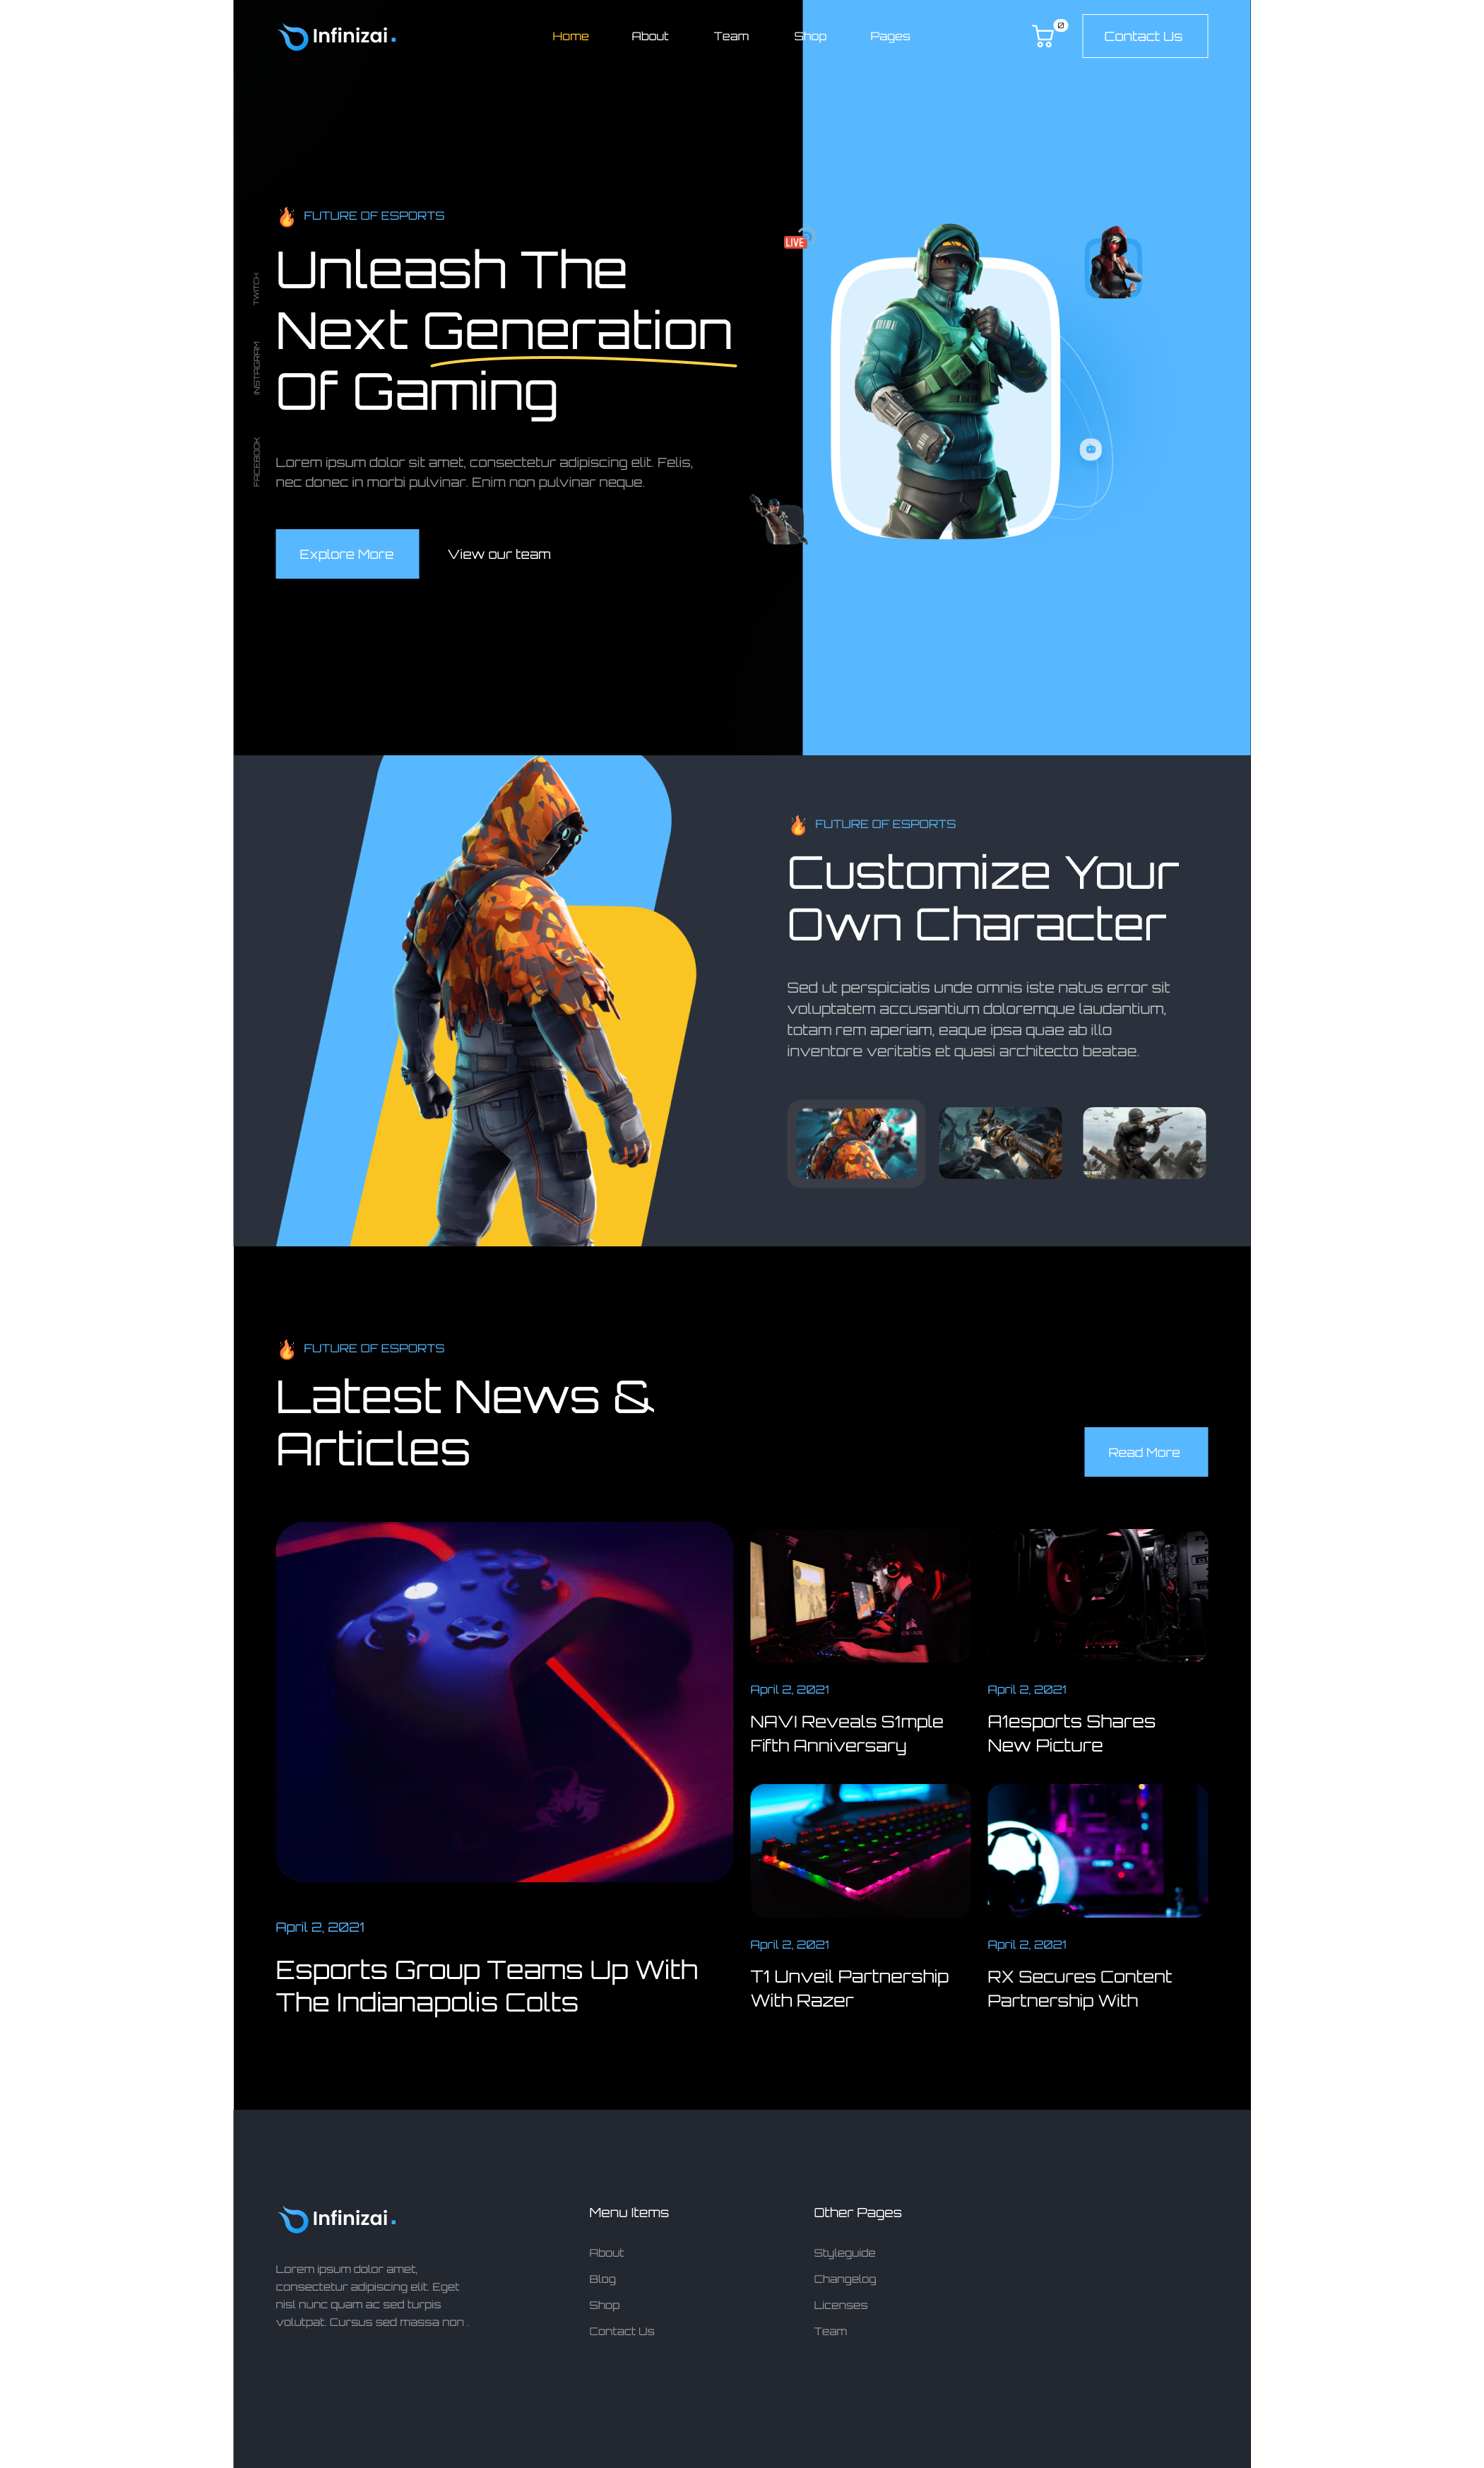 Infinizai.
Home
About
Team
Shop
Pages
0
Contact Us
FUTURE OF ESPORTS
Unleash The
Next Generation
Of Gaming
TWITCH
INSTAGRAM
FACEBOOK
Lorem ipsum dolor sit amet, consectetur adipiscing elit. Felis,
nec donec in morbi pulvinar. Enim non pulvinar neque.
Explore More
View our team
LIVE
FUTURE OF ESPORTS
Customize Your
Own Character
Sed ut perspiciatis unde omnis iste natus error sit
voluptatem accusantium doloremque laudantium,
totam rem aperiam, eaque ipsa quae ab illo
inventore veritatis et quasi architecto beatae.
FUTURE OF ESPORTS
Latest News &
Articles
Read More
April 2, 2021
Esports Group Teams Up With
The Indianapolis Colts
April 2, 2021
NAVI Reveals S1mple
Fifth Anniversary
April 2, 2021
A1esports Shares
New Picture
April 2, 2021
T1 Unveil Partnership
With Razer
April 2, 2021
RX Secures Content
Partnership With
Infinizai.
Lorem ipsum dolor amet,
consectetur adipiscing elit. Eget
nisl nunc quam ac sed turpis
volutpat. Cursus sed massa non .
Menu Items
About
Blog
Shop
Contact Us
Other Pages
Styleguide
Changelog
Licenses
Team